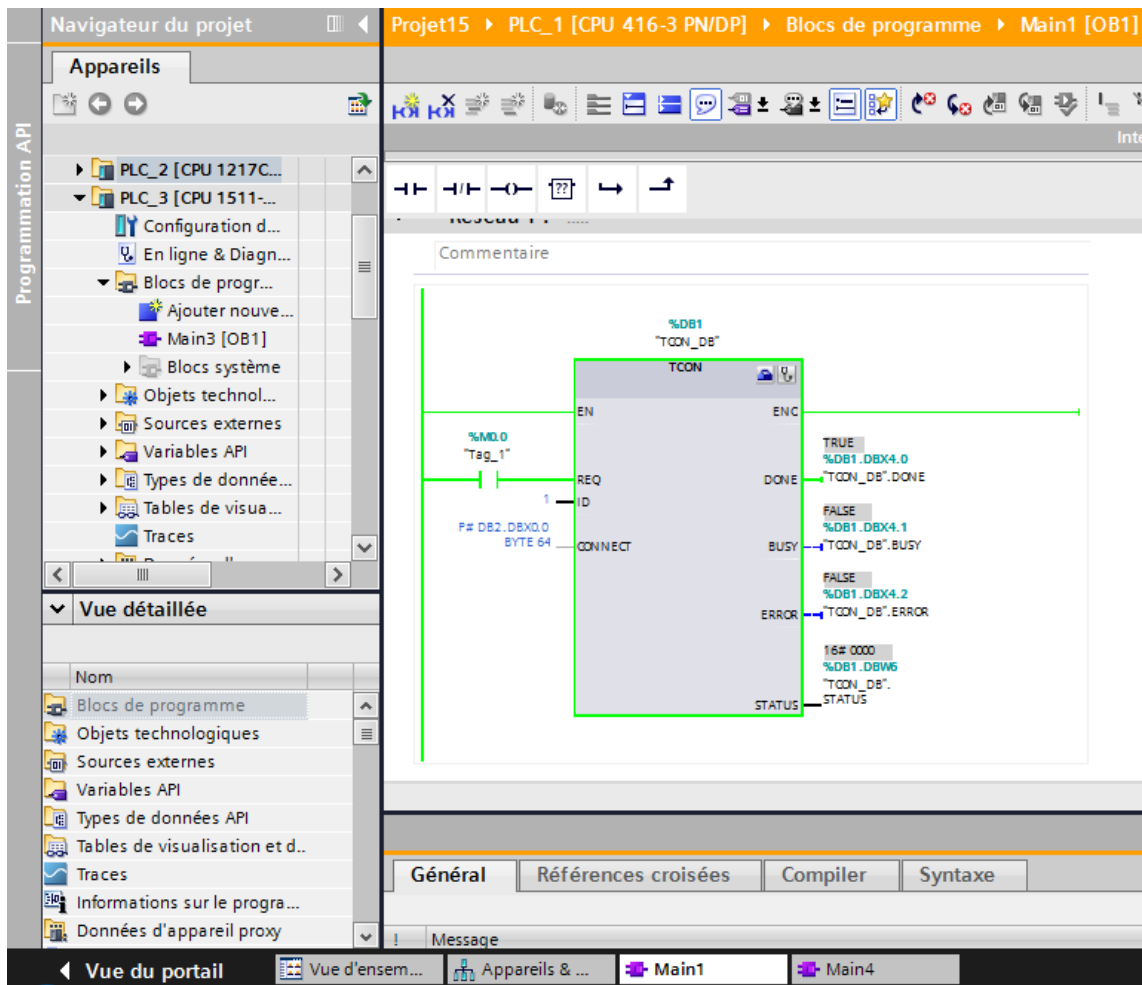 Navigateur du projet
Projet15 PLC_1 [CPU 416-3 PN/DP] Blocs de programme Main1 [OB1]
Appareils
Programmation API
PLC_2 [CPU 1217C...
PLC_3 [CPU 1511-...
Configuration d...
En ligne & Diagn...
Blocs de progr...
Ajouter nouve...
Main3 [OB1]
Blocs système
Objets technol...
Sources externes
Variables API
Types de donnée...
Tables de visua...
Traces
Vue détaillée
Nom
Blocs de programme
Objets technologiques
Sources externes
Variables API
Types de données API
Tables de visualisation et d..
Traces
Informations sur le progra...
Données d'appareil proxy
Inte
??
Réseau 1 : .....
Commentaire
%DB1
"TCON_DB"
TCON
EN ENC
%M0.0
"Tag_1"
REQ
1 ID
P# DB2.DBX0.0
BYTE 64 CONNECT
TRUE
%DB1.DBX4.0
DONE "TCON_DB".DONE
FALSE
%DB1.DBX4.1
BUSY "TCON_DB".BUSY
FALSE
%DB1.DBX4.2
ERROR "TCON_DB".ERROR
16# 0000
%DB1.DBW6
"TCON_DB".
STATUS STATUS
Général Références croisées Compiler Syntaxe
! Message
Vue du portail Vue d'ensem... Appareils & ... Main1 Main4